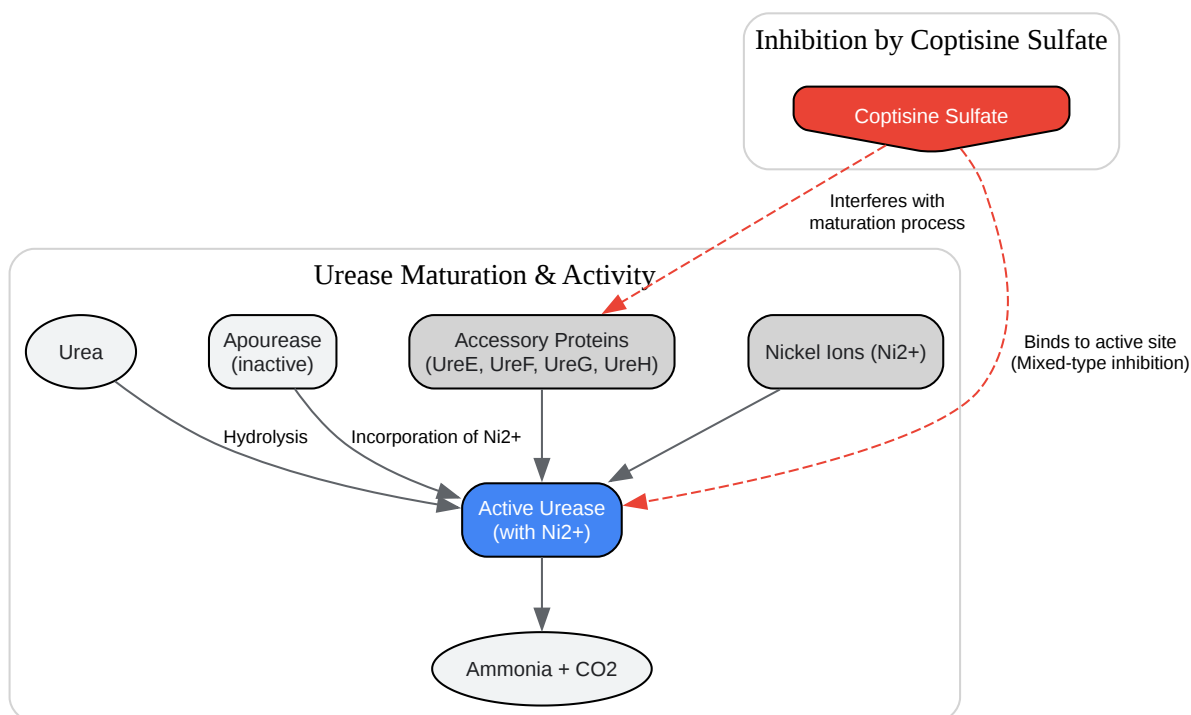 Inhibition by Coptisine Sulfate
Coptisine Sulfate
Interferes with
maturation process
Urease Maturation & Activity
Urea
Apourease
(inactive)
Accessory Proteins
(UreE, UreF, UreG, UreH)
Nickel Ions (Ni2+)
Binds to active site
(Mixed-type inhibition)
Hydrolysis
Incorporation of Ni2+
Active Urease
(with Ni2+)
Ammonia + CO2